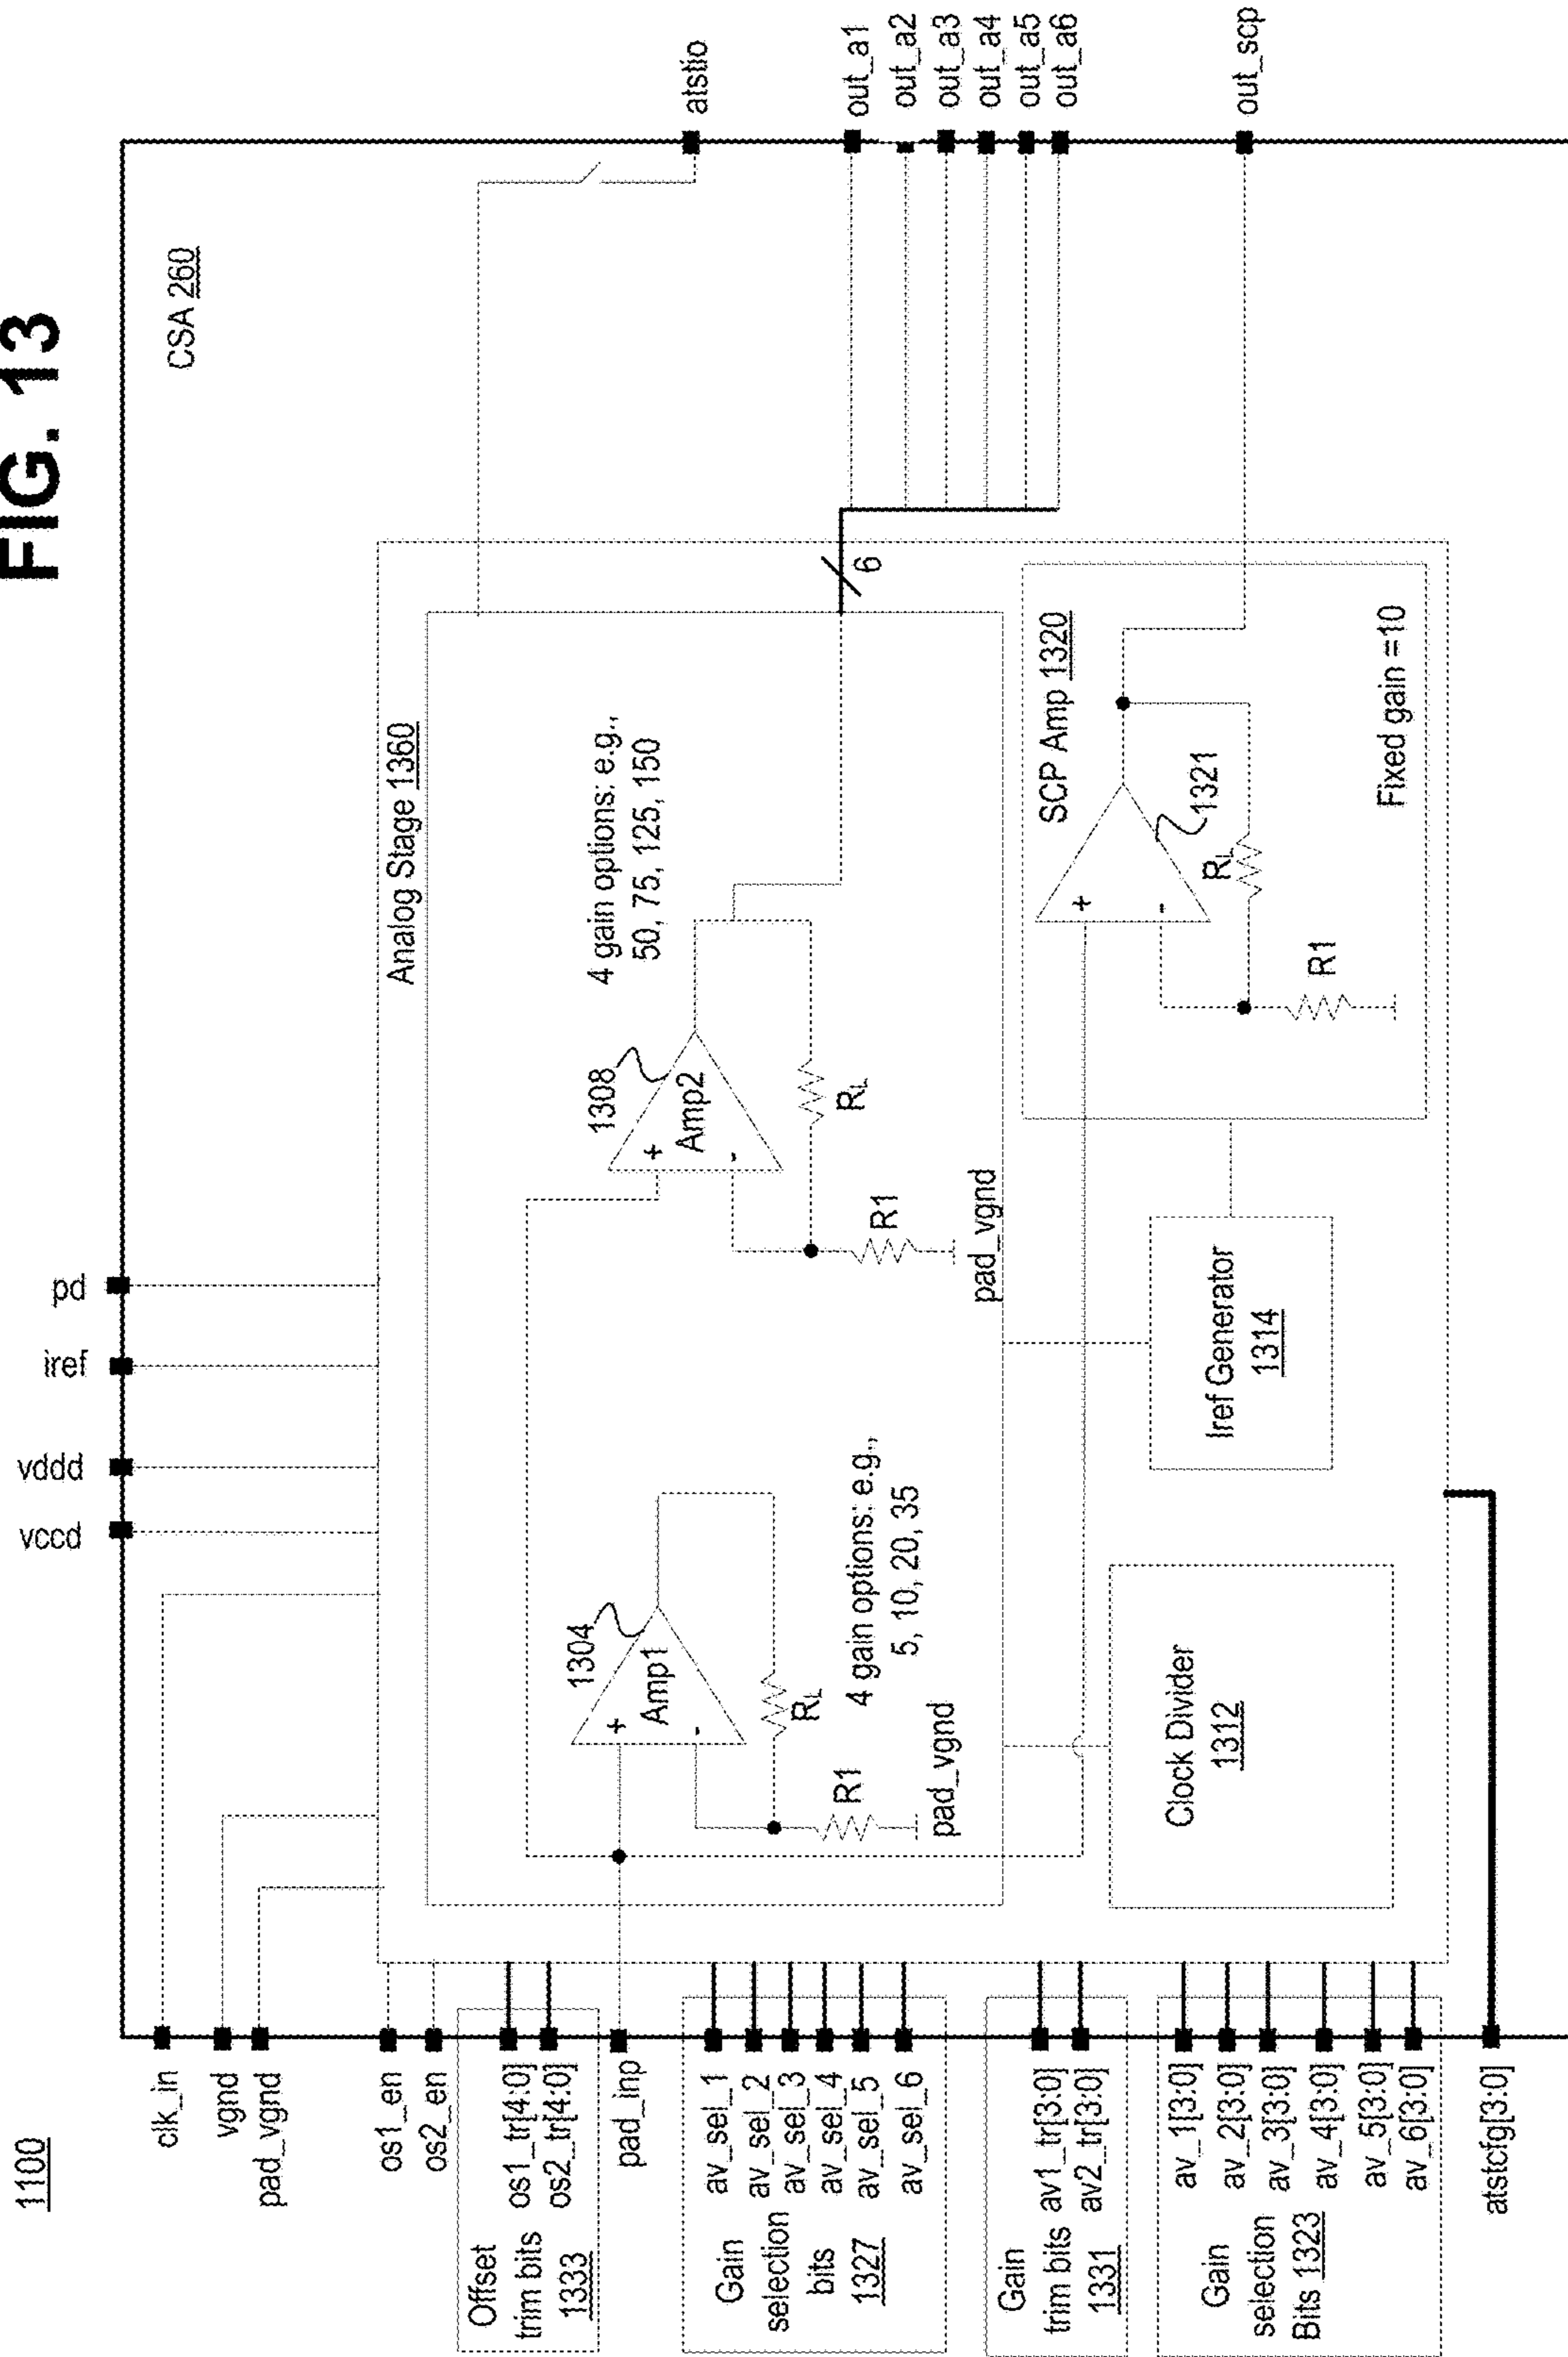 FIG. 13
1100
CSA 260
pd
iref
vddd
vccd
clk_in
vgnd
pad_vgnd
os1_en
os2_en
Offset
trim bits
1333
os1_tr[4:0]
os2_tr[4:0]
pad_inp
Gain
selection
bits
1327
av_sel_1
av_sel_2
av_sel_3
av_sel_4
av_sel_5
av_sel_6
Gain
trim bits
1331
av1_tr[3:0]
av2_tr[3:0]
Gain
selection
Bits 1323
av_1[3:0]
av_2[3:0]
av_3[3:0]
av_4[3:0]
av_5[3:0]
av_6[3:0]
atstcfg[3:0]
Analog Stage 1360
1304
+
Amp1
-
RL
R1
pad_vgnd
4 gain options: e.g.,
5, 10, 20, 35
1308
+
Amp2
-
RL
R1
pad_vgnd
4 gain options: e.g.,
50, 75, 125, 150
6
Clock Divider
1312
Iref Generator
1314
SCP Amp 1320
+
-
1321
RL
R1
Fixed gain =10
atstio
out_a1
out_a2
out_a3
out_a4
out_a5
out_a6
out_scp